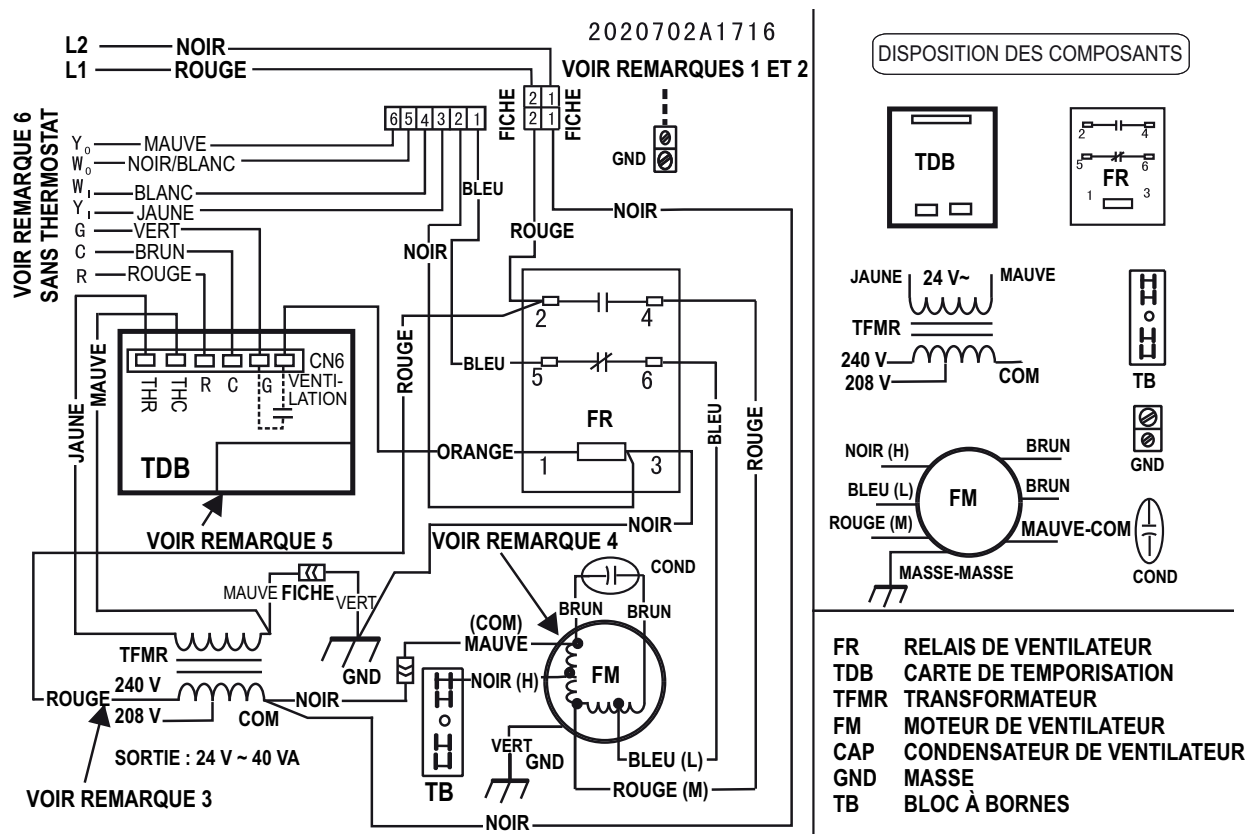 2020702A1716
L2 NOIR
L1 ROUGE
VOIR REMARQUES 1 ET 2
VOIR REMARQUE 6
SANS THERMOSTAT
FICHE
2 1
2 1
FICHE
6 5 4 3 2 1
GND
Y₀ MAUVE
W₀ NOIR/BLANC
W₁ BLANC
Y₁ JAUNE
G VERT
C BRUN
R ROUGE
BLEU
NOIR
ROUGE
NOIR
2 4
BLEU
5 6
FR
ORANGE
1 3
ROUGE
BLEU
ROUGE
JAUNE
MAUVE
THR THC R C G
CN6
VENTI-
LATION
TDB
VOIR REMARQUE 5
VOIR REMARQUE 4
NOIR
MAUVE FICHE VERT
GND
TFMR
ROUGE 240 V
208 V
COM
NOIR
SORTIE : 24 V ~ 40 VA
VOIR REMARQUE 3
COND
BRUN BRUN
(COM)
MAUVE
FM
NOIR (H)
VERT
GND
TB
BLEU (L)
ROUGE (M)
NOIR
DISPOSITION DES COMPOSANTS
TDB
2 4
5 6
FR
1 3
JAUNE 24 V~ MAUVE
TFMR
240 V
208 V
COM
TB
GND
NOIR (H)
BLEU (L)
ROUGE (M)
FM
BRUN
BRUN
MAUVE-COM
MASSE-MASSE
COND
FR RELAIS DE VENTILATEUR
TDB CARTE DE TEMPORISATION
TFMR TRANSFORMATEUR
FM MOTEUR DE VENTILATEUR
CAP CONDENSATEUR DE VENTILATEUR
GND MASSE
TB BLOC À BORNES